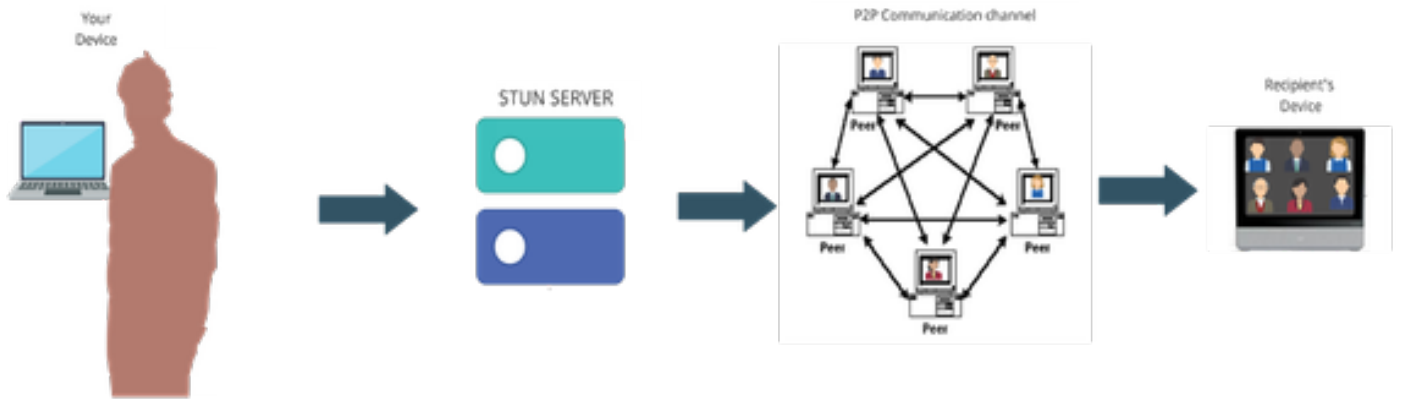 Your
Device
STUN SERVER
P2P Communication channel
Peer
Peer
Peer
Peer
Peer
Recipient's
Device